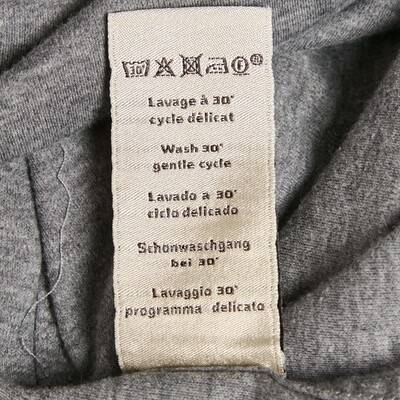 30 F ®
Lavage à 30°
cycle délicat
Wash 30°
gentle cycle
Lavado a 30°
ciclo delicado
Schonwaschgang
bei 30°
Lavaggio 30°
programma delicato